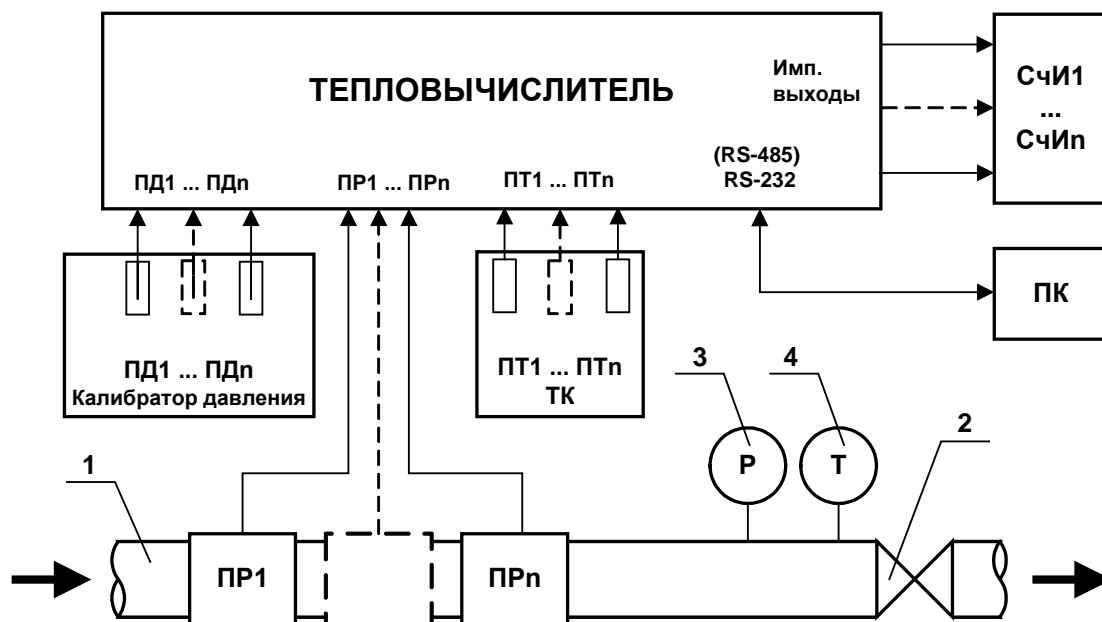 ТЕПЛОВЫЧИСЛИТЕЛЬ
Имп.
выходы
СчИ1
...
СчИn
(RS-485)
RS-232
ПД1 ... ПДn
ПР1 ... ПРn
ПТ1 ... ПТn
ПК
ПД1 ... ПДn
Калибратор давления
ПТ1 ... ПТn
ТК
3
4
2
1
P
T
ПР1
ПРn